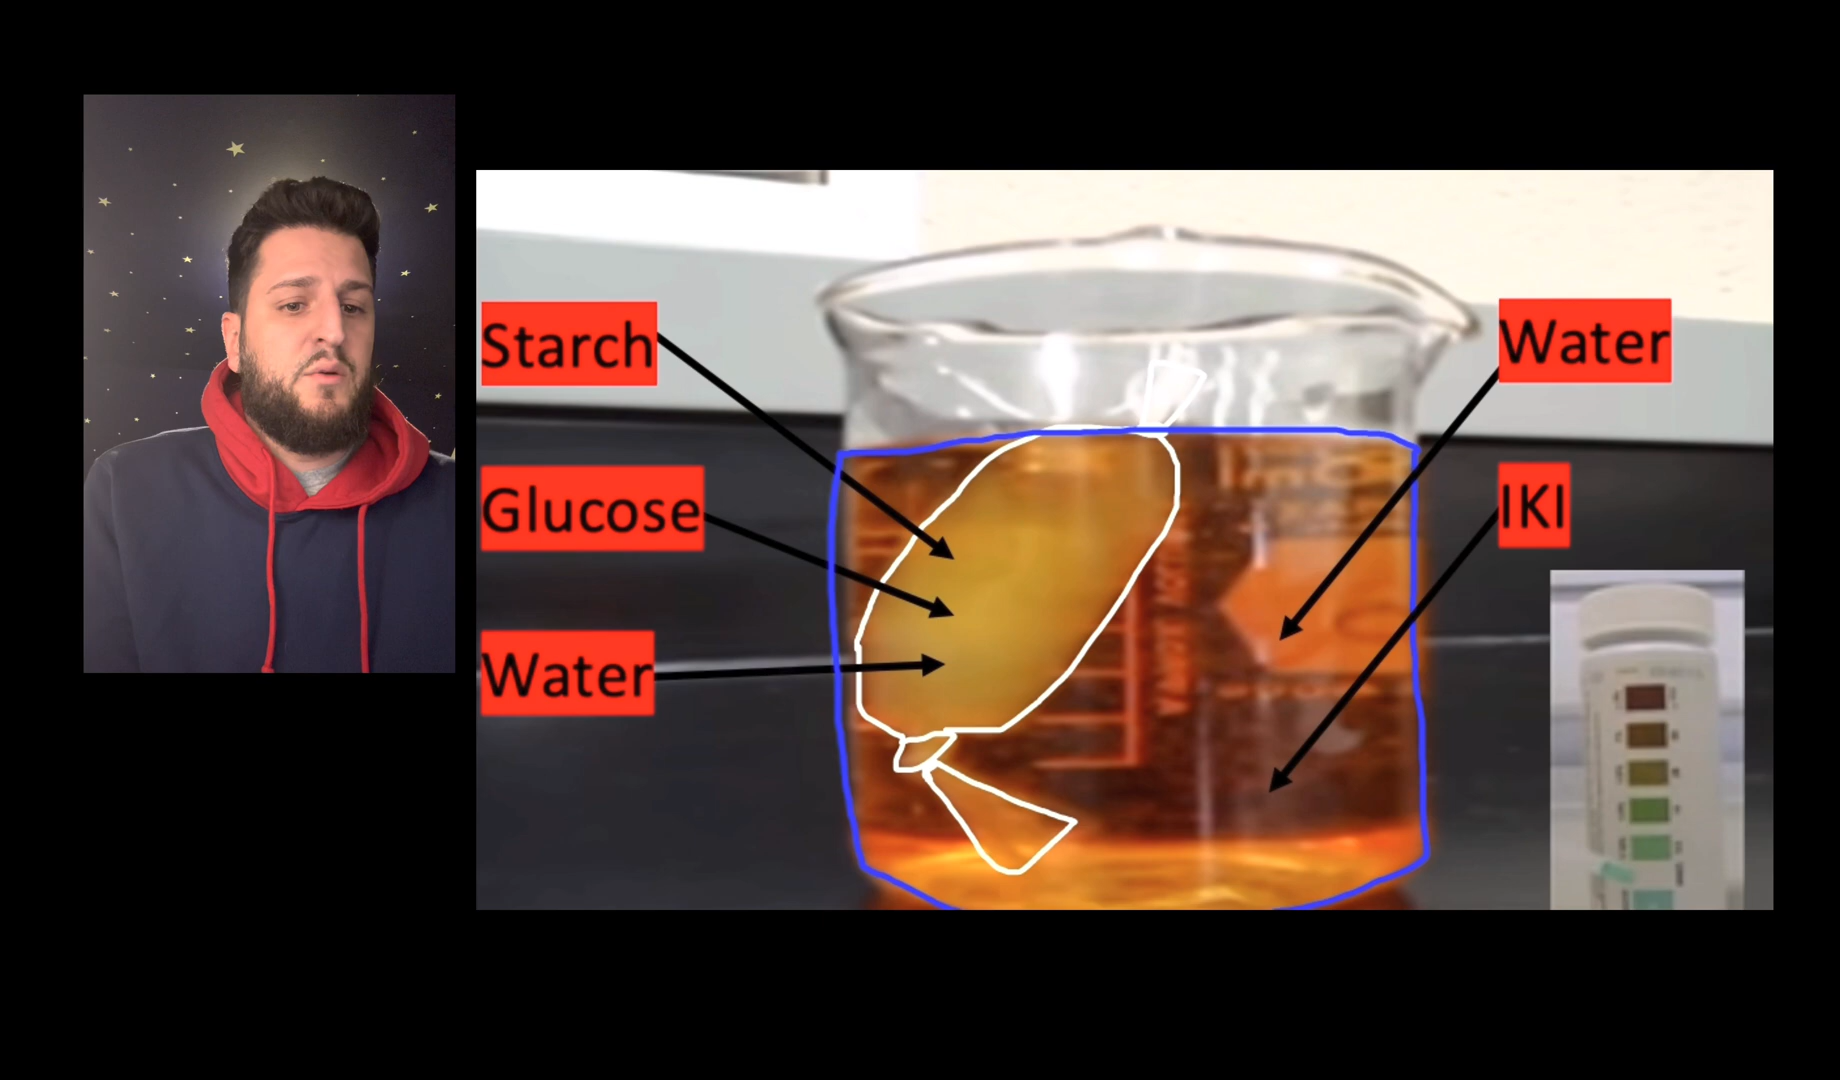 Starch
Glucose
Water
Water
IKI